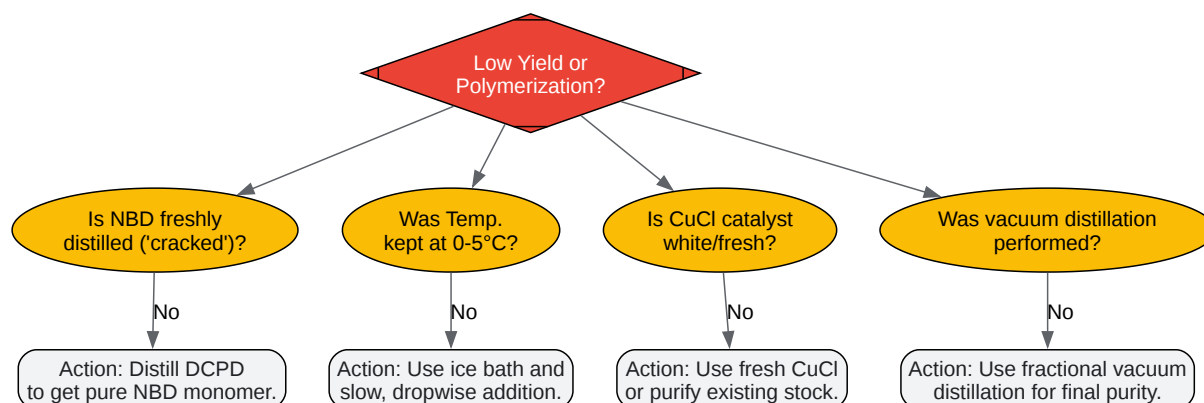 Low Yield or
Polymerization?
Is NBD freshly
distilled ('cracked')?
Was Temp.
kept at 0-5°C?
Is CuCl catalyst
white/fresh?
Was vacuum distillation
performed?
No
No
No
No
Action: Distill DCPD
to get pure NBD monomer.
Action: Use ice bath and
slow, dropwise addition.
Action: Use fresh CuCl
or purify existing stock.
Action: Use fractional vacuum
distillation for final purity.